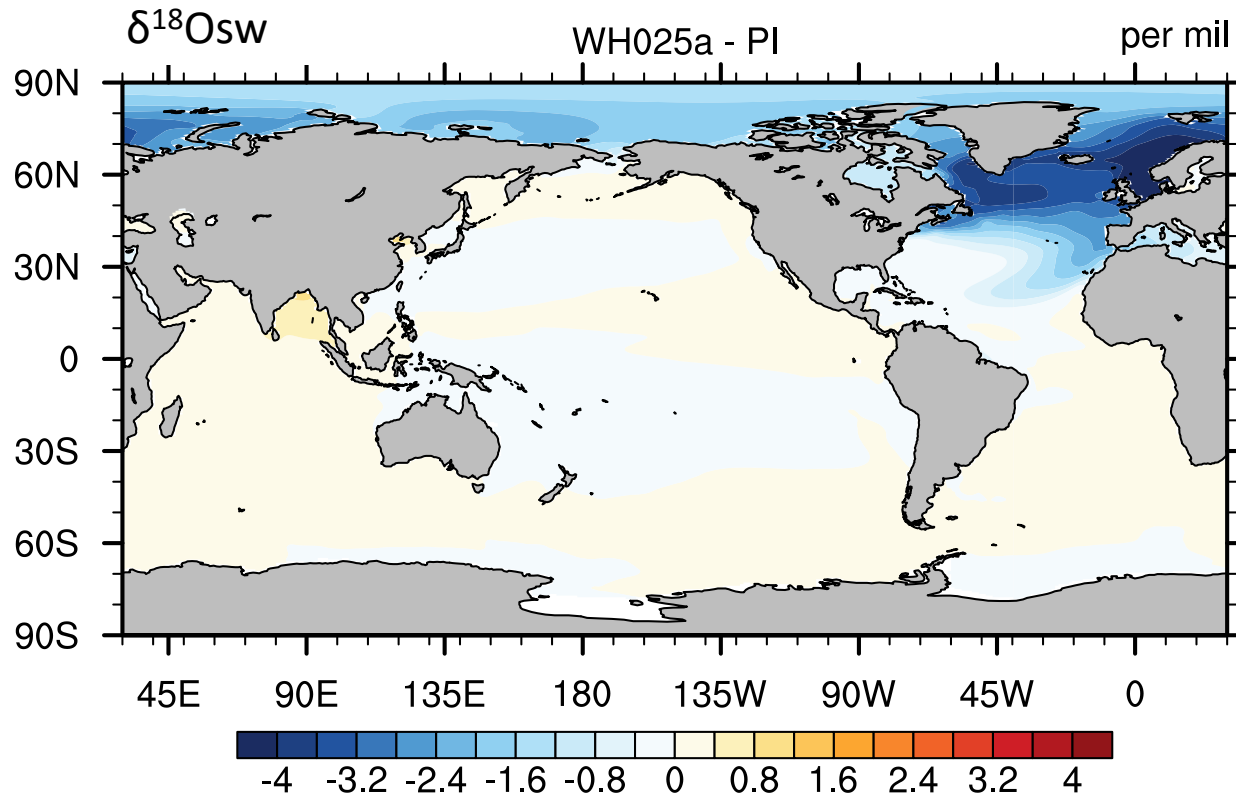 δ¹⁸Osw WH025a - PI per mil
90N
60N
30N
0
30S
60S
90S
45E 90E 135E 180 135W 90W 45W 0
-4 -3.2 -2.4 -1.6 -0.8 0 0.8 1.6 2.4 3.2 4